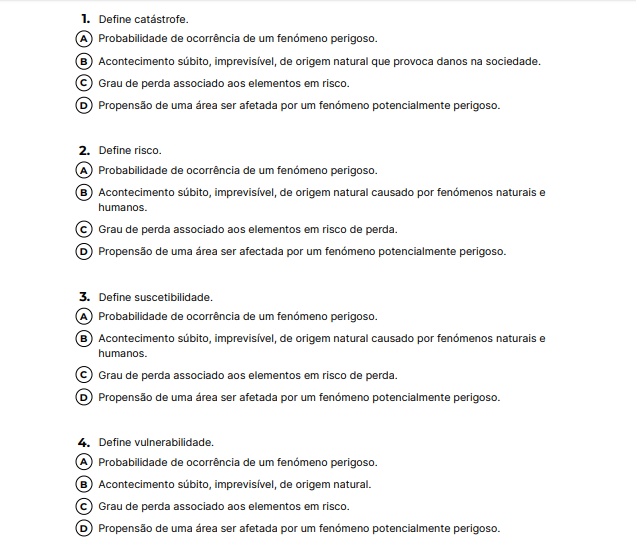 1. Define catástrofe.
A Probabilidade de ocorrência de um fenómeno perigoso.
B Acontecimento súbito, imprevisível, de origem natural que provoca danos na sociedade.
C Grau de perda associado aos elementos em risco.
D Propensão de uma área ser afetada por um fenómeno potencialmente perigoso.
2. Define risco.
A Probabilidade de ocorrência de um fenómeno perigoso.
B Acontecimento súbito, imprevisível, de origem natural causado por fenómenos naturais e
humanos.
C Grau de perda associado aos elementos em risco de perda.
D Propensão de uma área ser afectada por um fenómeno potencialmente perigoso.
3. Define suscetibilidade.
A Probabilidade de ocorrência de um fenómeno perigoso.
B Acontecimento súbito, imprevisível, de origem natural causado por fenómenos naturais e
humanos.
C Grau de perda associado aos elementos em risco de perda.
D Propensão de uma área ser afetada por um fenómeno potencialmente perigoso.
4. Define vulnerabilidade.
A Probabilidade de ocorrência de um fenómeno perigoso.
B Acontecimento súbito, imprevisível, de origem natural.
C Grau de perda associado aos elementos em risco.
D Propensão de uma área ser afetada por um fenómeno potencialmente perigoso.